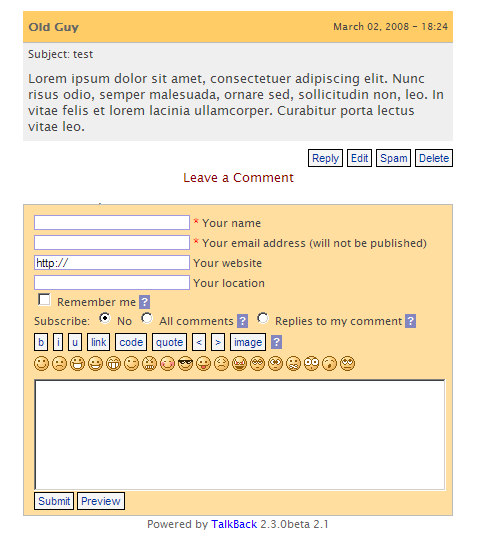 Old Guy March 02, 2008 - 18:24
Subject: test
Lorem ipsum dolor sit amet, consectetuer adipiscing elit. Nunc
risus odio, semper malesuada, ornare sed, sollicitudin non, leo. In
vitae felis et lorem lacinia ullamcorper. Curabitur porta lectus
vitae leo.
Reply Edit Spam Delete
Leave a Comment
* Your name
* Your email address (will not be published)
http:// Your website
Your location
Remember me ?
Subscribe: No All comments ? Replies to my comment ?
b i u link code quote < > image ?
Submit Preview
Powered by TalkBack 2.3.0beta 2.1